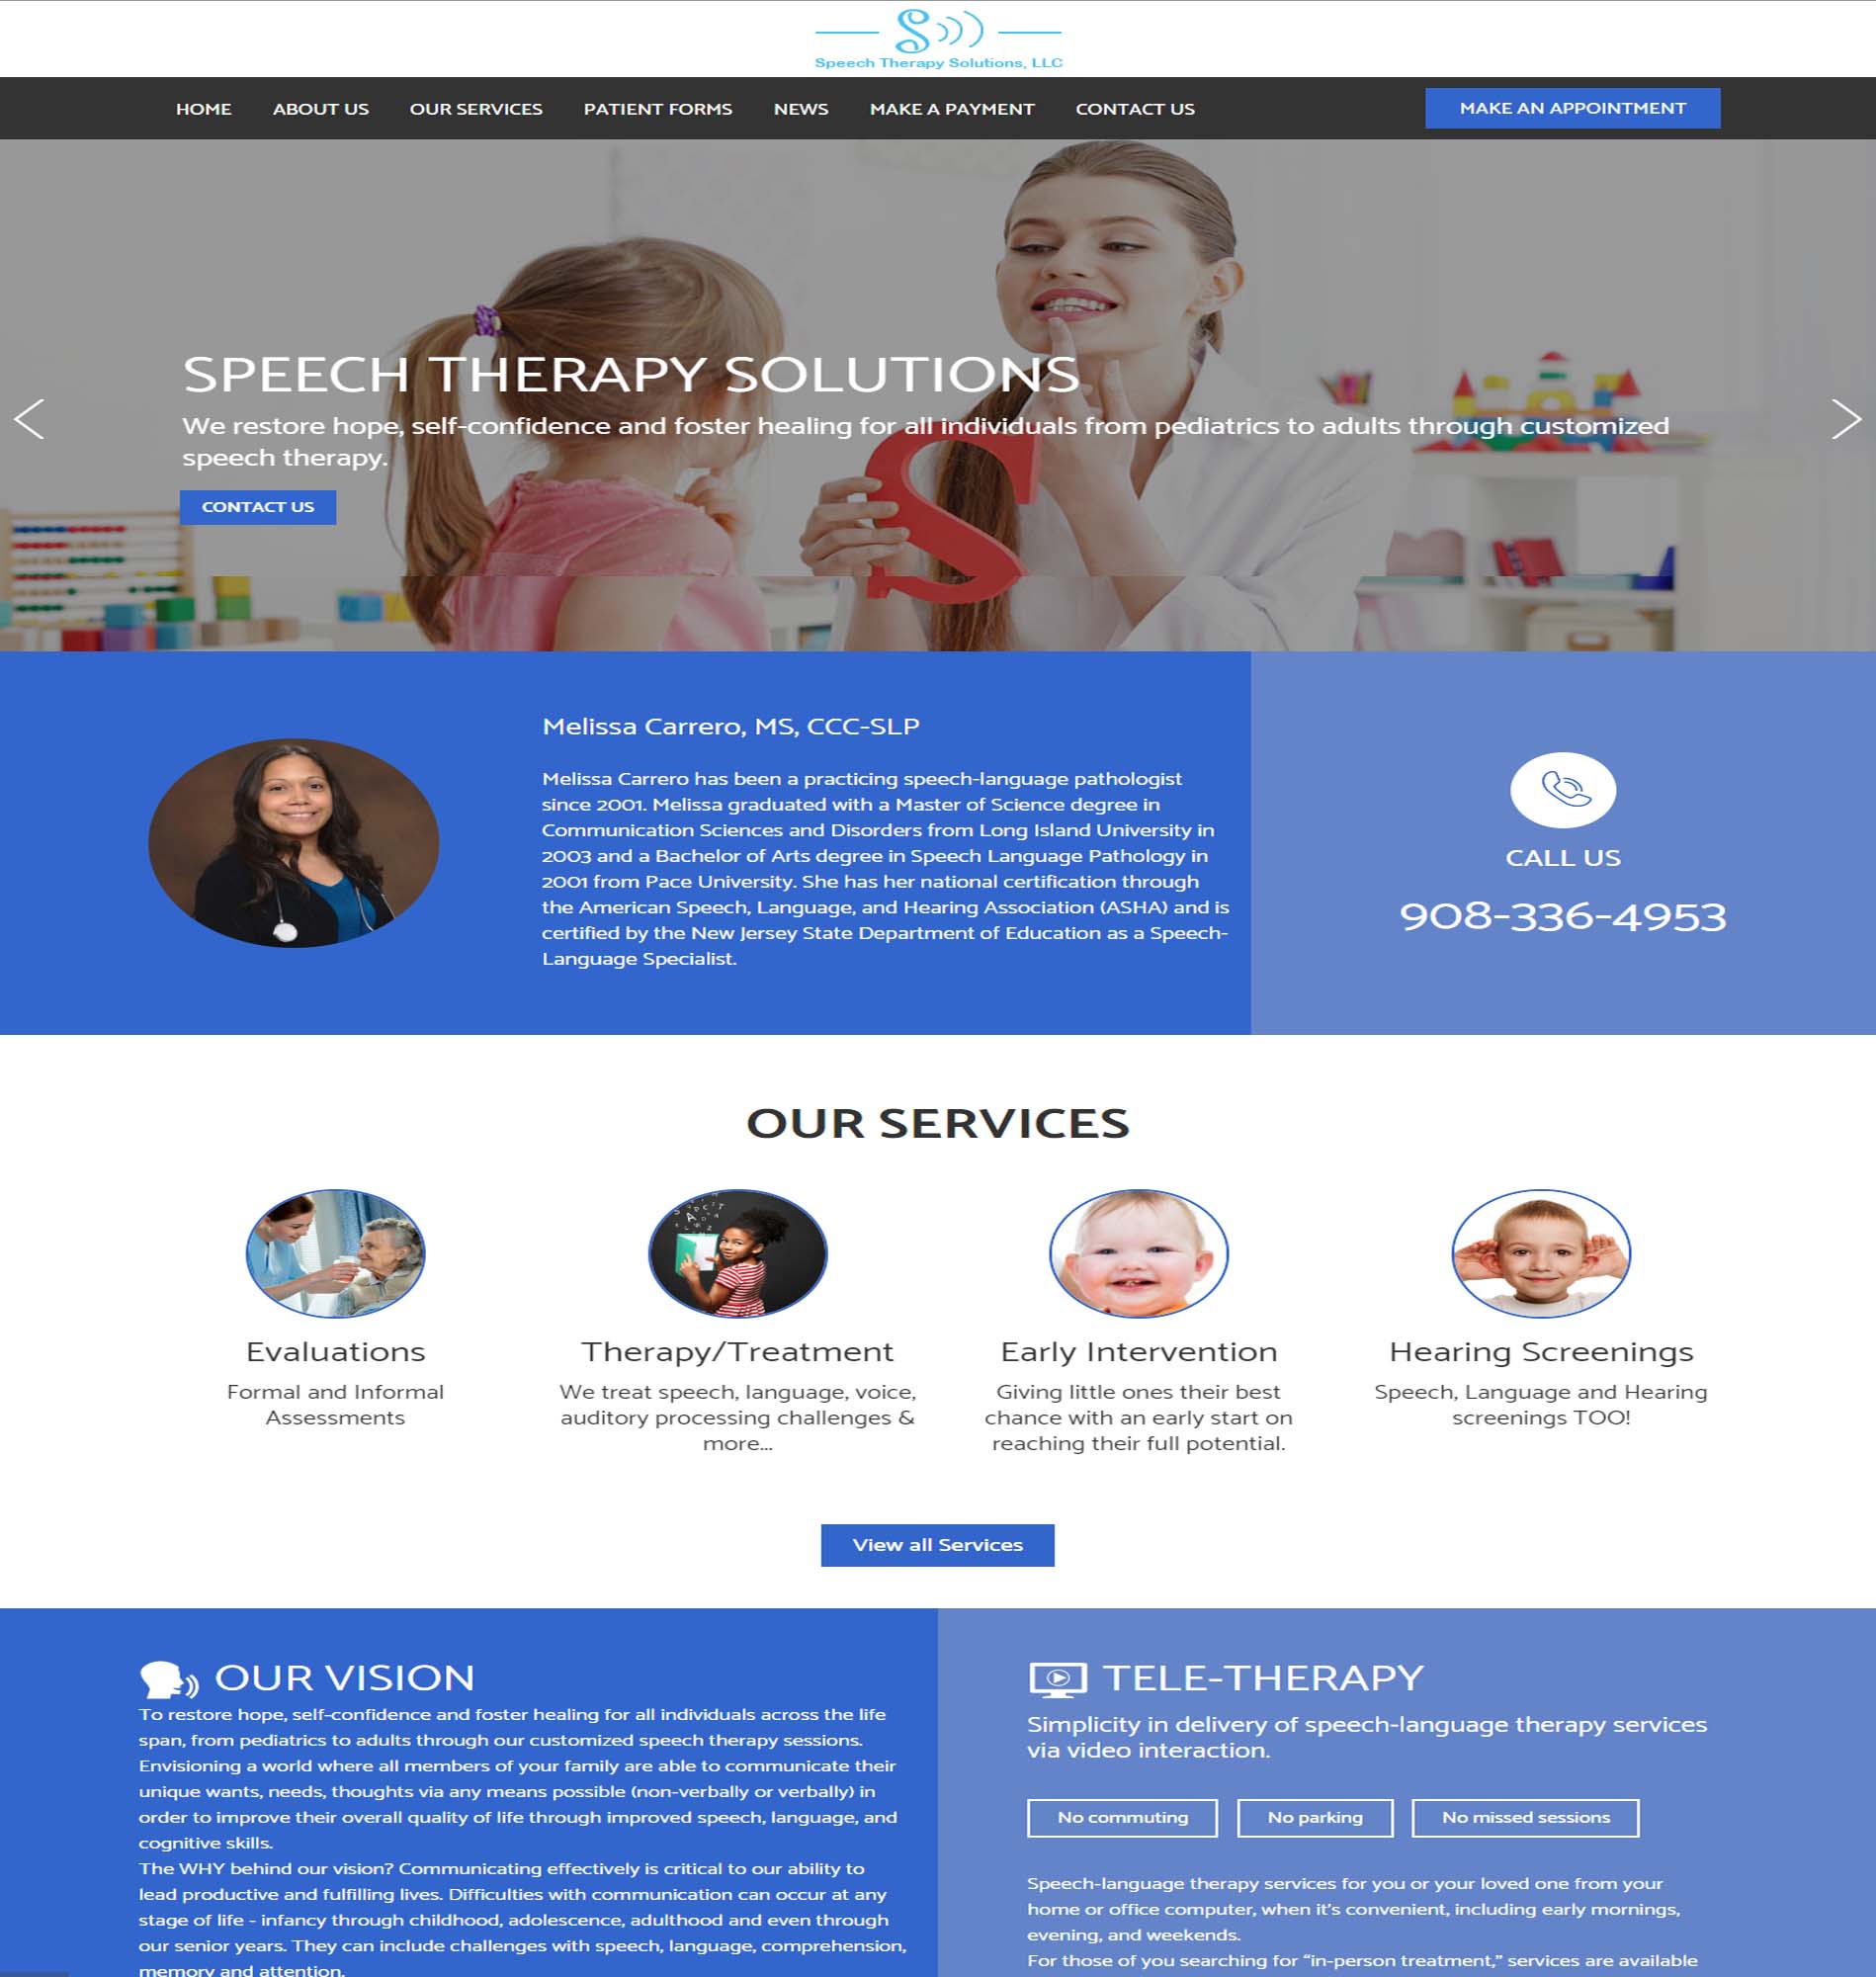 Speech Therapy Solutions, LLC
HOME ABOUT US OUR SERVICES PATIENT FORMS NEWS MAKE A PAYMENT CONTACT US MAKE AN APPOINTMENT
SPEECH THERAPY SOLUTIONS
We restore hope, self-confidence and foster healing for all individuals from pediatrics to adults through customized
speech therapy.
CONTACT US
Melissa Carrero, MS, CCC-SLP
Melissa Carrero has been a practicing speech-language pathologist
since 2001. Melissa graduated with a Master of Science degree in
Communication Sciences and Disorders from Long Island University in
2003 and a Bachelor of Arts degree in Speech Language Pathology in
2001 from Pace University. She has her national certification through
the American Speech, Language, and Hearing Association (ASHA) and is
certified by the New Jersey State Department of Education as a Speech-
Language Specialist.
CALL US
908-336-4953
OUR SERVICES
Evaluations
Formal and Informal
Assessments
Therapy/Treatment
We treat speech, language, voice,
auditory processing challenges &
more...
Early Intervention
Giving little ones their best
chance with an early start on
reaching their full potential.
Hearing Screenings
Speech, Language and Hearing
screenings TOO!
View all Services
OUR VISION
To restore hope, self-confidence and foster healing for all individuals across the life
span, from pediatrics to adults through our customized speech therapy sessions.
Envisioning a world where all members of your family are able to communicate their
unique wants, needs, thoughts via any means possible (non-verbally or verbally) in
order to improve their overall quality of life through improved speech, language, and
cognitive skills.
The WHY behind our vision? Communicating effectively is critical to our ability to
lead productive and fulfilling lives. Difficulties with communication can occur at any
stage of life - infancy through childhood, adolescence, adulthood and even through
our senior years. They can include challenges with speech, language, comprehension,
memory and attention.
TELE-THERAPY
Simplicity in delivery of speech-language therapy services
via video interaction.
No commuting
No parking
No missed sessions
Speech-language therapy services for you or your loved one from your
home or office computer, when it's convenient, including early mornings,
evening, and weekends.
For those of you searching for “in-person treatment,” services are available